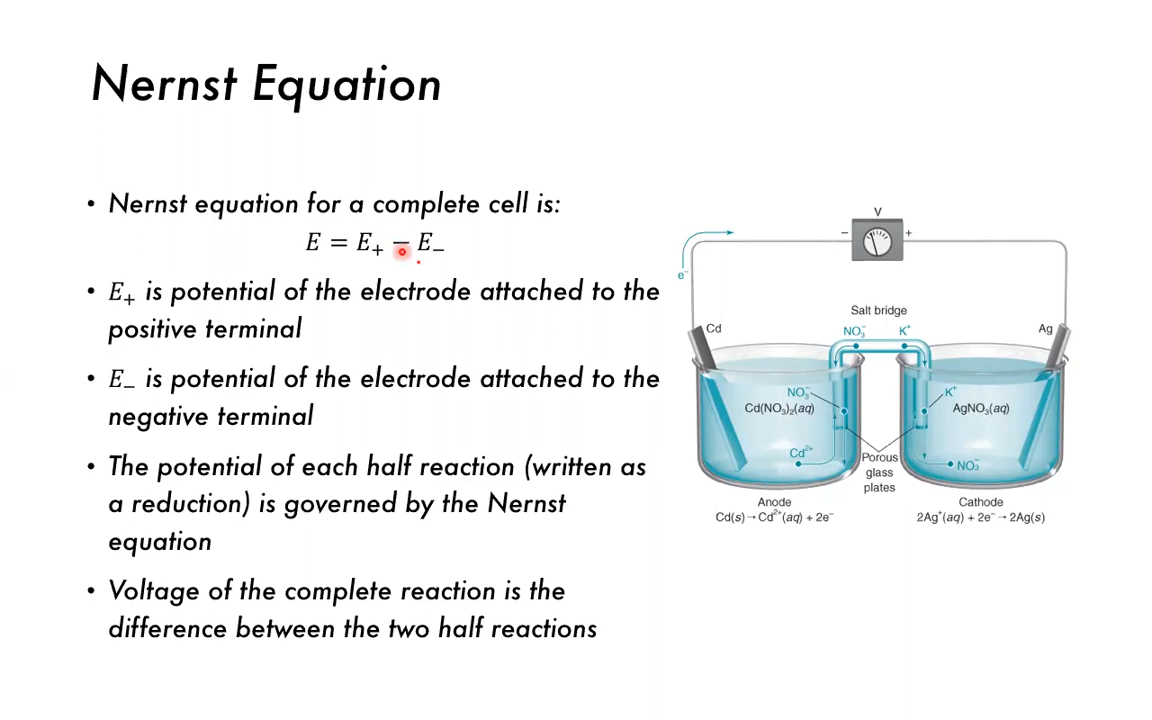 Nernst Equation
• Nernst equation for a complete cell is:
E = E₊ − E₋
• E₊ is potential of the electrode attached to the
positive terminal
• E₋ is potential of the electrode attached to the
negative terminal
• The potential of each half reaction (written as
a reduction) is governed by the Nernst
equation
• Voltage of the complete reaction is the
difference between the two half reactions
V
− +
e⁻
Salt bridge
Cd
NO₃⁻ K⁺
Ag
NO₃⁻
K⁺
Cd(NO₃)₂(aq)
AgNO₃(aq)
Cd²⁺
Porous
glass
plates
NO₃⁻
Anode
Cd(s) → Cd²⁺(aq) + 2e⁻
Cathode
2Ag⁺(aq) + 2e⁻ → 2Ag(s)